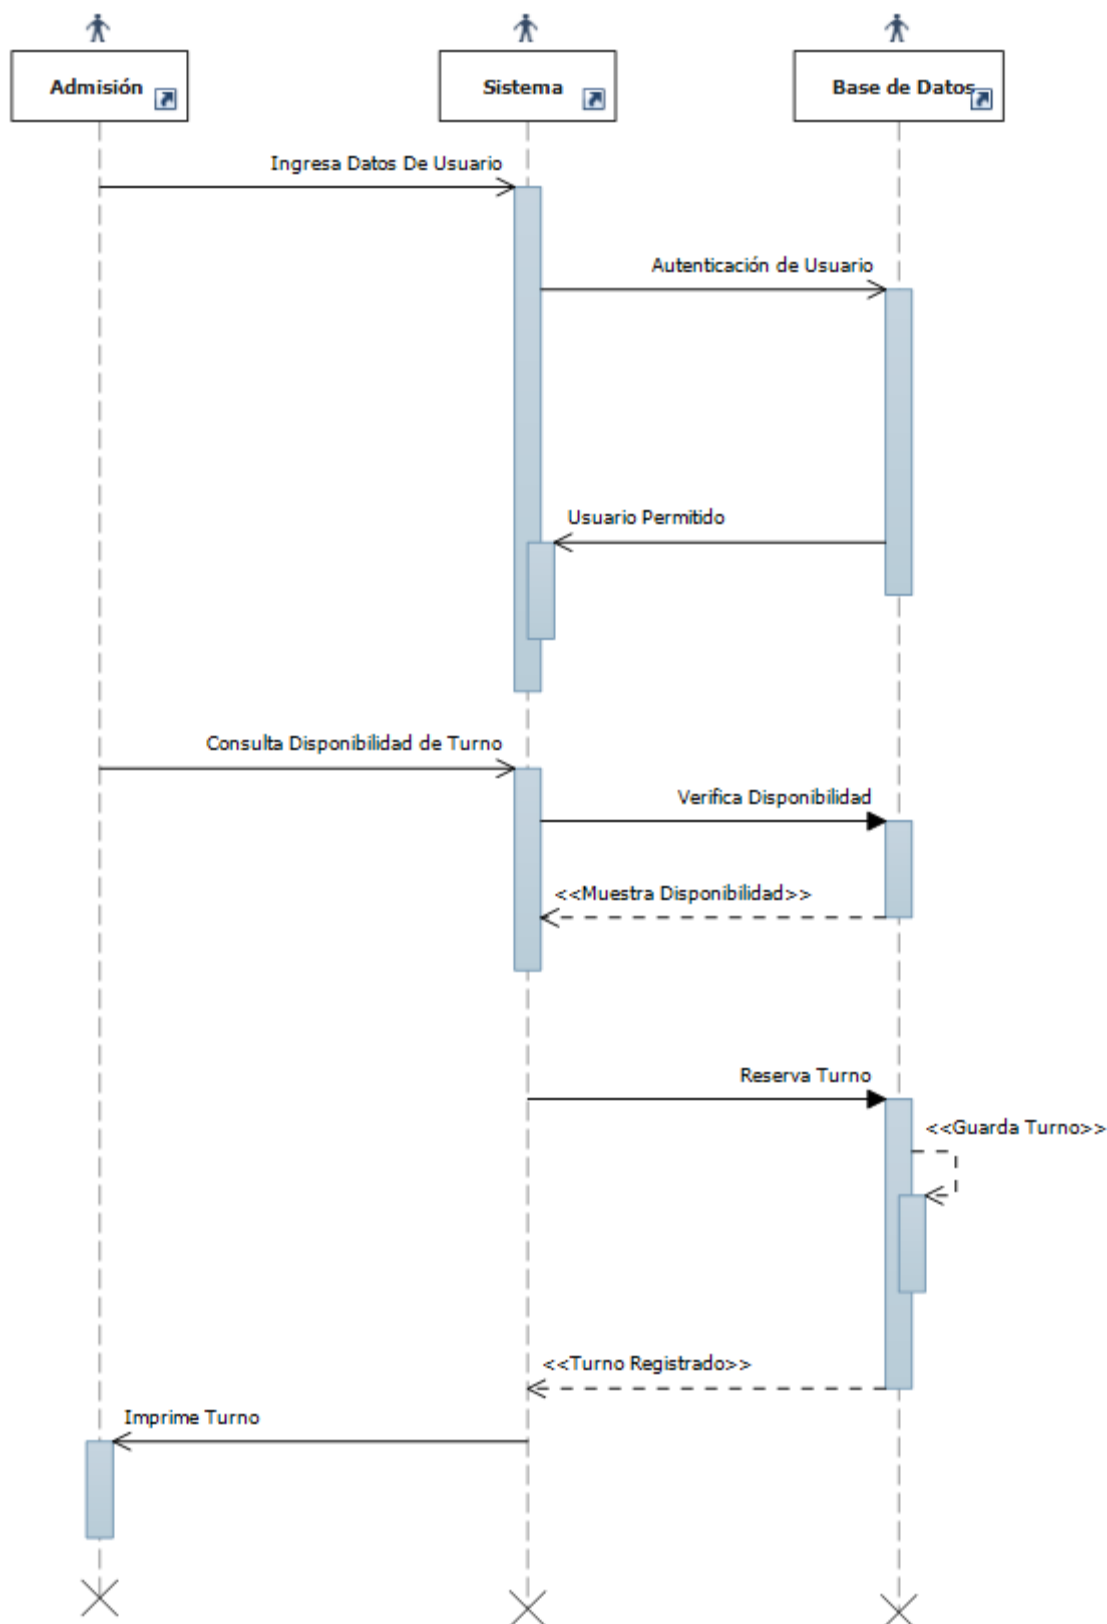 Admisión
Sistema
Base de Datos
Ingresa Datos De Usuario
Autenticación de Usuario
Usuario Permitido
Consulta Disponibilidad de Turno
Verifica Disponibilidad
<<Muestra Disponibilidad>>
Reserva Turno
<<Guarda Turno>>
<<Turno Registrado>>
Imprime Turno